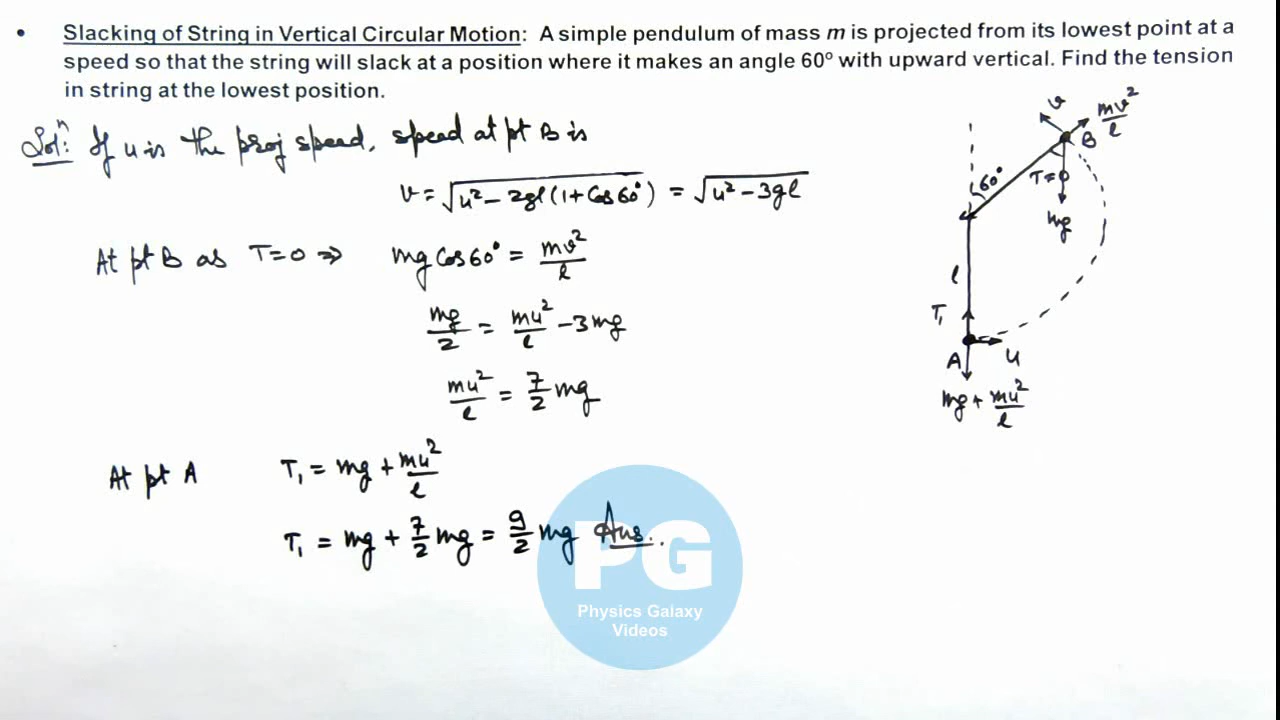 • Slacking of String in Vertical Circular Motion: A simple pendulum of mass m is projected from its lowest point at a
speed so that the string will slack at a position where it makes an angle 60º with upward vertical. Find the tension
in string at the lowest position.
Solⁿ: If u is the proj speed, speed at pt B is
v = √(u² − 2gl(1 + Cos60°)) = √(u² − 3gl)
At pt B as T=0 ⇒ mg Cos60° = mv²/l
mg/2 = mu²/l − 3mg
mu²/l = 7/2 mg
At pt A T₁ = mg + mu²/l
T₁ = mg + 7/2 mg = 9/2 mg Ans..
v
mv²/l
B
60°
T=0
mg
l
T₁
A
u
mg + mu²/l
PG
Physics Galaxy
Videos